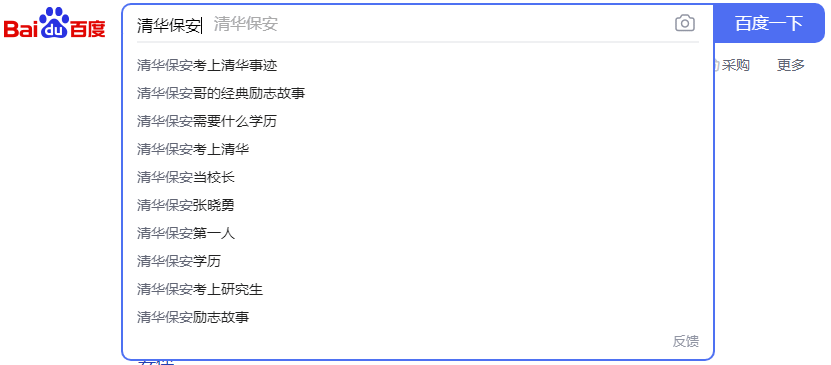 Bai du 百度
清华保安 清华保安
百度一下
采购 更多
清华保安考上清华事迹
清华保安哥的经典励志故事
清华保安需要什么学历
清华保安考上清华
清华保安当校长
清华保安张晓勇
清华保安第一人
清华保安学历
清华保安考上研究生
清华保安励志故事
反馈